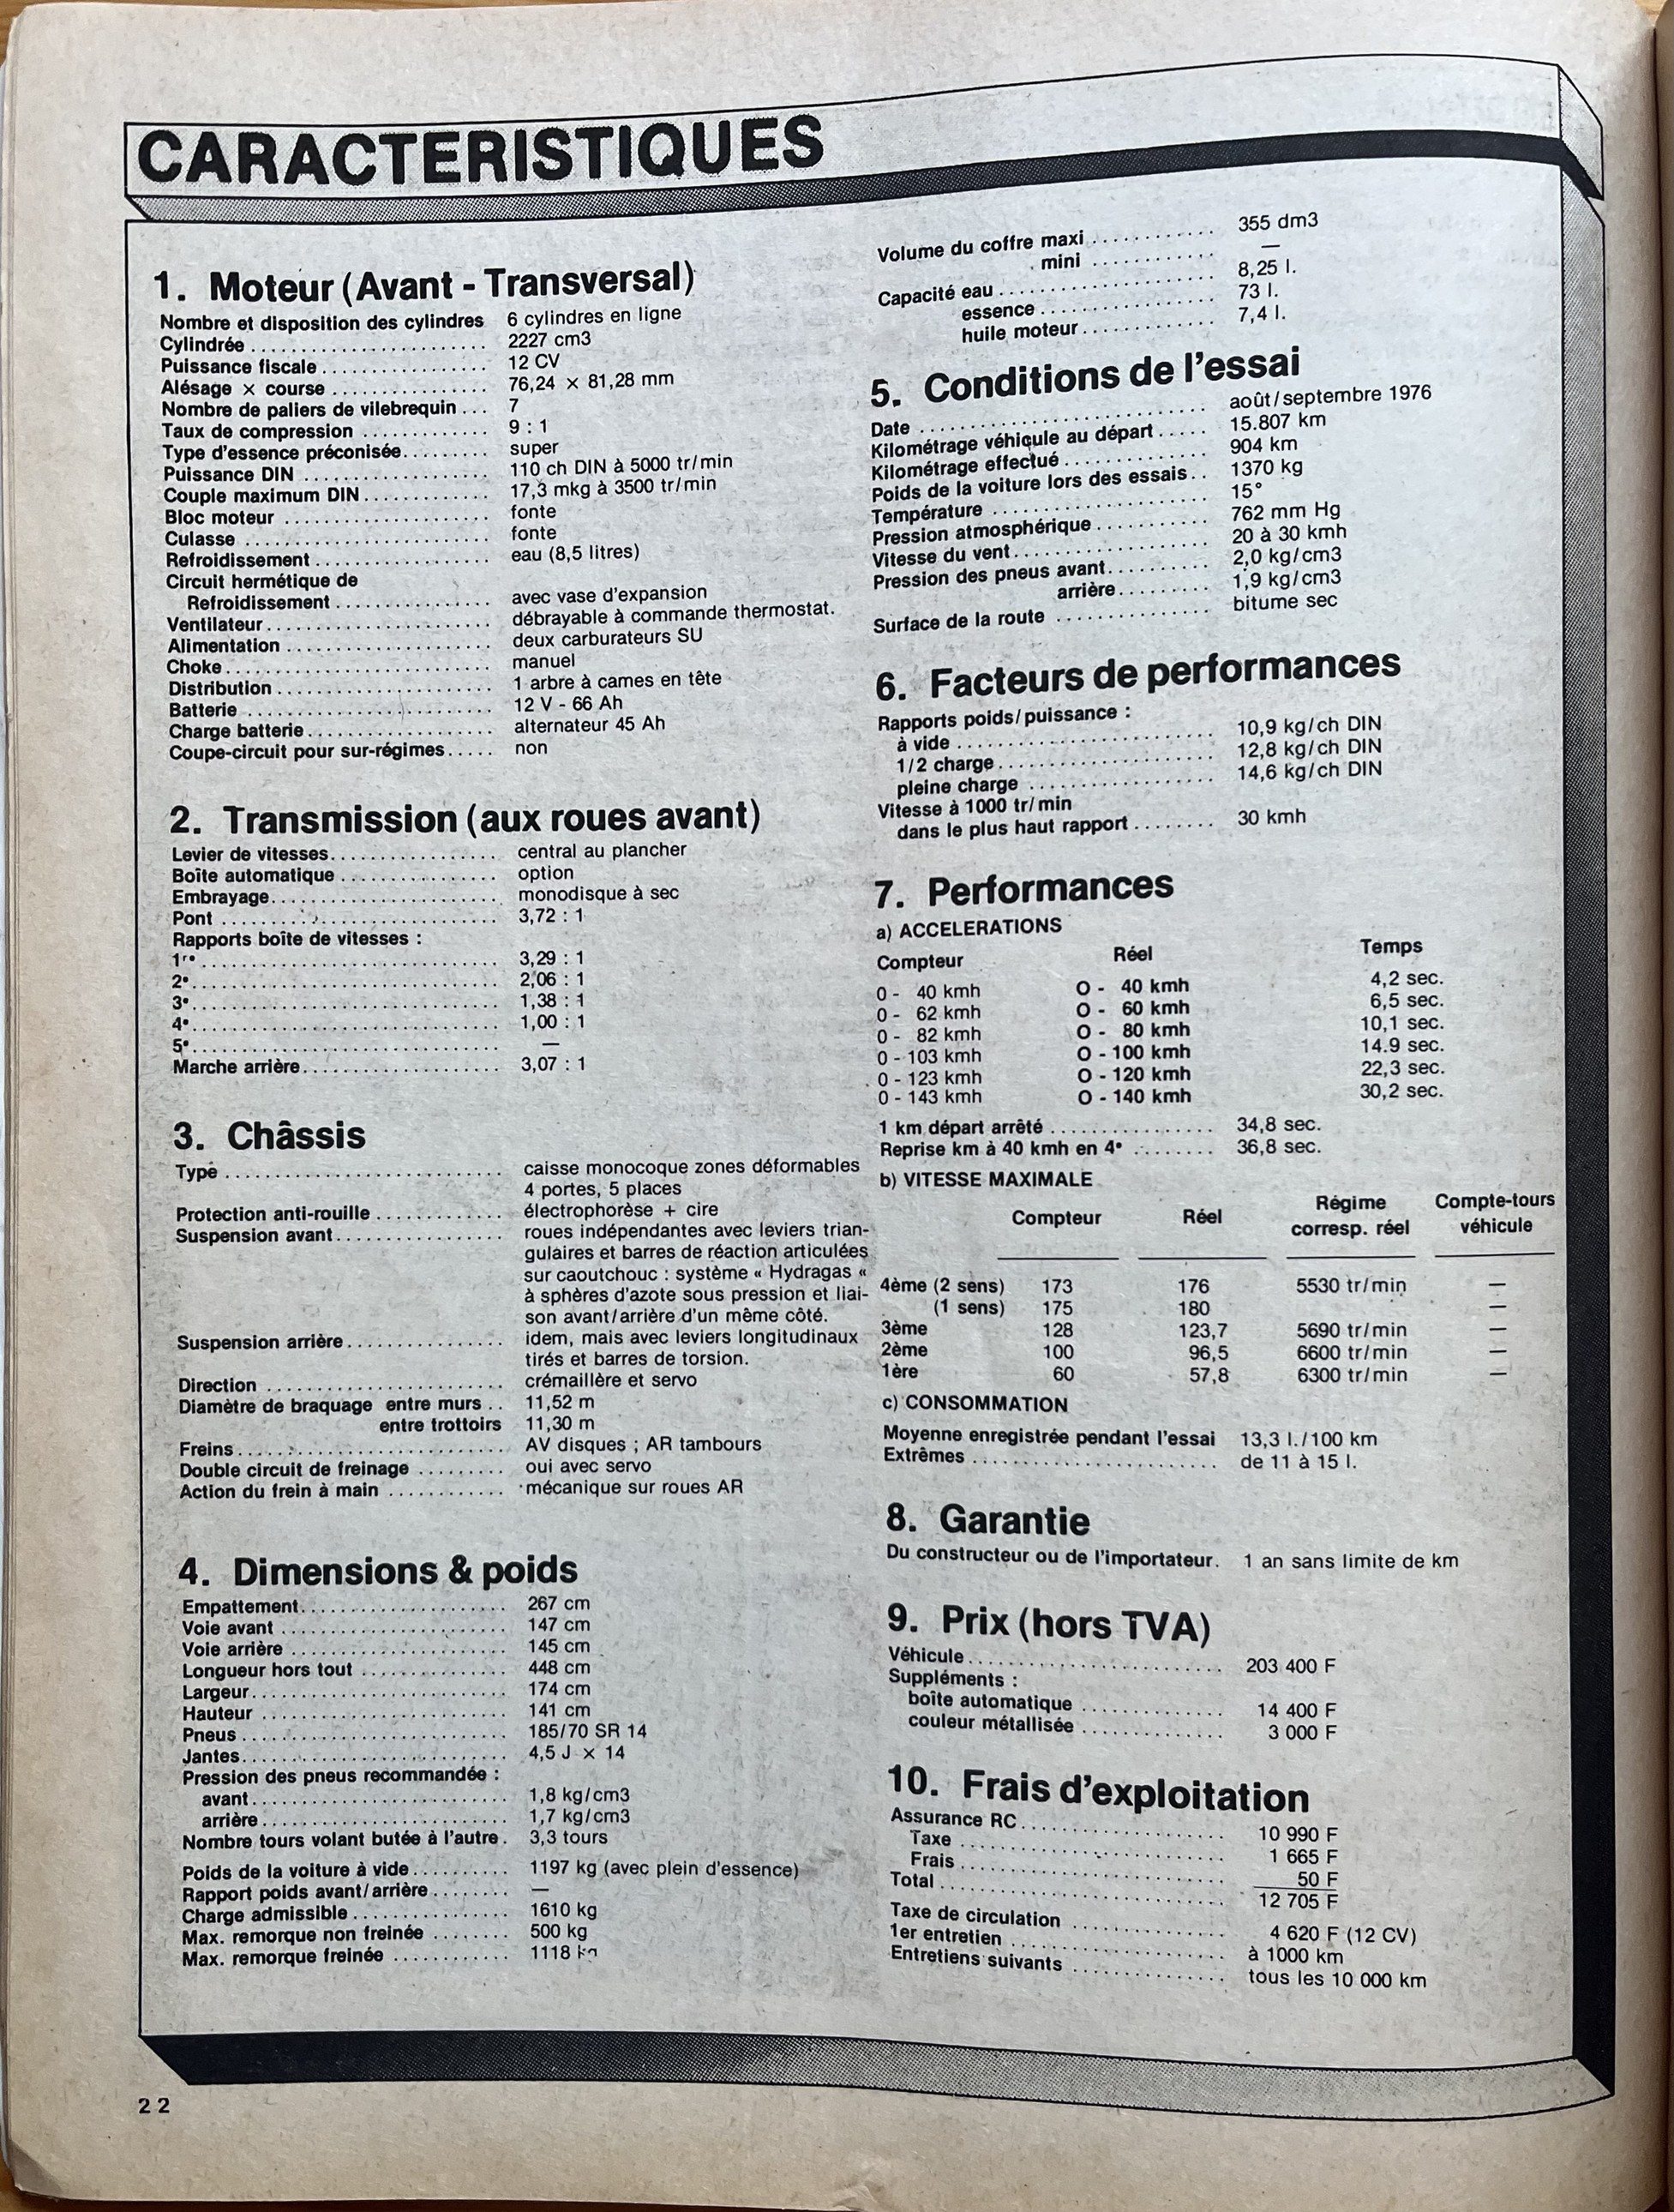 CARACTERISTIQUES
1. Moteur (Avant - Transversal)
Nombre et disposition des cylindres 6 cylindres en ligne
Cylindrée ........................ 2227 cm3
Puissance fiscale ................. 12 CV
Alésage × course ................ 76,24 × 81,28 mm
Nombre de paliers de vilebrequin ... 7
Taux de compression ............. 9 : 1
Type d'essence préconisée ......... super
Puissance DIN ................... 110 ch DIN à 5000 tr/min
Couple maximum DIN ............. 17,3 mkg à 3500 tr/min
Bloc moteur ..................... fonte
Culasse ......................... fonte
Refroidissement .................. eau (8,5 litres)
Circuit hermétique de
Refroidissement ................ avec vase d'expansion
Ventilateur ....................... débrayable à commande thermostat.
Alimentation ..................... deux carburateurs SU
Choke ........................... manuel
Distribution ...................... 1 arbre à cames en tête
Batterie ......................... 12 V - 66 Ah
Charge batterie ................... alternateur 45 Ah
Coupe-circuit pour sur-régimes ..... non
2. Transmission (aux roues avant)
Levier de vitesses ................. central au plancher
Boîte automatique ................ option
Embrayage ....................... monodisque à sec
Pont ............................ 3,72 : 1
Rapports boîte de vitesses :
1re .............................. 3,29 : 1
2e ............................... 2,06 : 1
3e ............................... 1,38 : 1
4e ............................... 1,00 : 1
5e ............................... —
Marche arrière .................... 3,07 : 1
3. Châssis
Type ............................ caisse monocoque zones déformables
4 portes, 5 places
Protection anti-rouille ............. électrophorèse + cire
Suspension avant ................. roues indépendantes avec leviers trian-
gulaires et barres de réaction articulées
sur caoutchouc : système « Hydragas «
à sphères d'azote sous pression et liai-
son avant/arrière d'un même côté.
Suspension arrière ................ idem, mais avec leviers longitudinaux
tirés et barres de torsion.
Direction ........................ crémaillère et servo
Diamètre de braquage entre murs .. 11,52 m
entre trottoirs 11,30 m
Freins ........................... AV disques ; AR tambours
Double circuit de freinage ......... oui avec servo
Action du frein à main ............ mécanique sur roues AR
4. Dimensions & poids
Empattement ..................... 267 cm
Voie avant ....................... 147 cm
Voie arrière ...................... 145 cm
Longueur hors tout ............... 448 cm
Largeur .......................... 174 cm
Hauteur ......................... 141 cm
Pneus ........................... 185/70 SR 14
Jantes ........................... 4,5 J × 14
Pression des pneus recommandée :
avant .......................... 1,8 kg/cm3
arrière ......................... 1,7 kg/cm3
Nombre tours volant butée à l'autre . 3,3 tours
Poids de la voiture à vide .......... 1197 kg (avec plein d'essence)
Rapport poids avant/arrière ........ —
Charge admissible ................ 1610 kg
Max. remorque non freinée ........ 500 kg
Max. remorque freinée ............ 1118 kg
Volume du coffre maxi ............ 355 dm3
mini ............ —
Capacité eau ...................... 8,25 l.
essence .................. 73 l.
huile moteur .............. 7,4 l.
5. Conditions de l'essai
Date ............................. août/septembre 1976
Kilométrage véhicule au départ ..... 15.807 km
Kilométrage effectué ............... 904 km
Poids de la voiture lors des essais .. 1370 kg
Température ...................... 15°
Pression atmosphérique ........... 762 mm Hg
Vitesse du vent .................... 20 à 30 kmh
Pression des pneus avant .......... 2,0 kg/cm3
arrière ......... 1,9 kg/cm3
Surface de la route ................ bitume sec
6. Facteurs de performances
Rapports poids/puissance :
à vide .......................... 10,9 kg/ch DIN
1/2 charge ...................... 12,8 kg/ch DIN
pleine charge ................... 14,6 kg/ch DIN
Vitesse à 1000 tr/min
dans le plus haut rapport ........ 30 kmh
7. Performances
a) ACCELERATIONS
Compteur Réel Temps
0 - 40 kmh O - 40 kmh 4,2 sec.
0 - 62 kmh O - 60 kmh 6,5 sec.
0 - 82 kmh O - 80 kmh 10,1 sec.
0 - 103 kmh O - 100 kmh 14.9 sec.
0 - 123 kmh O - 120 kmh 22,3 sec.
0 - 143 kmh O - 140 kmh 30,2 sec.
1 km départ arrêté ................ 34,8 sec.
Reprise km à 40 kmh en 4e ........ 36,8 sec.
b) VITESSE MAXIMALE
Compteur Réel Régime corresp. réel Compte-tours véhicule
4ème (2 sens) 173 176 5530 tr/min —
(1 sens) 175 180 —
3ème 128 123,7 5690 tr/min —
2ème 100 96,5 6600 tr/min —
1ère 60 57,8 6300 tr/min —
c) CONSOMMATION
Moyenne enregistrée pendant l'essai 13,3 l./100 km
Extrêmes ......................... de 11 à 15 l.
8. Garantie
Du constructeur ou de l'importateur. 1 an sans limite de km
9. Prix (hors TVA)
Véhicule .......................... 203 400 F
Suppléments :
boîte automatique .............. 14 400 F
couleur métallisée .............. 3 000 F
10. Frais d'exploitation
Assurance RC ..................... 10 990 F
Taxe ........................... 1 665 F
Frais ........................... 50 F
Total ............................. 12 705 F
Taxe de circulation ............... 4 620 F (12 CV)
1er entretien ...................... à 1000 km
Entretiens suivants ............... tous les 10 000 km
22